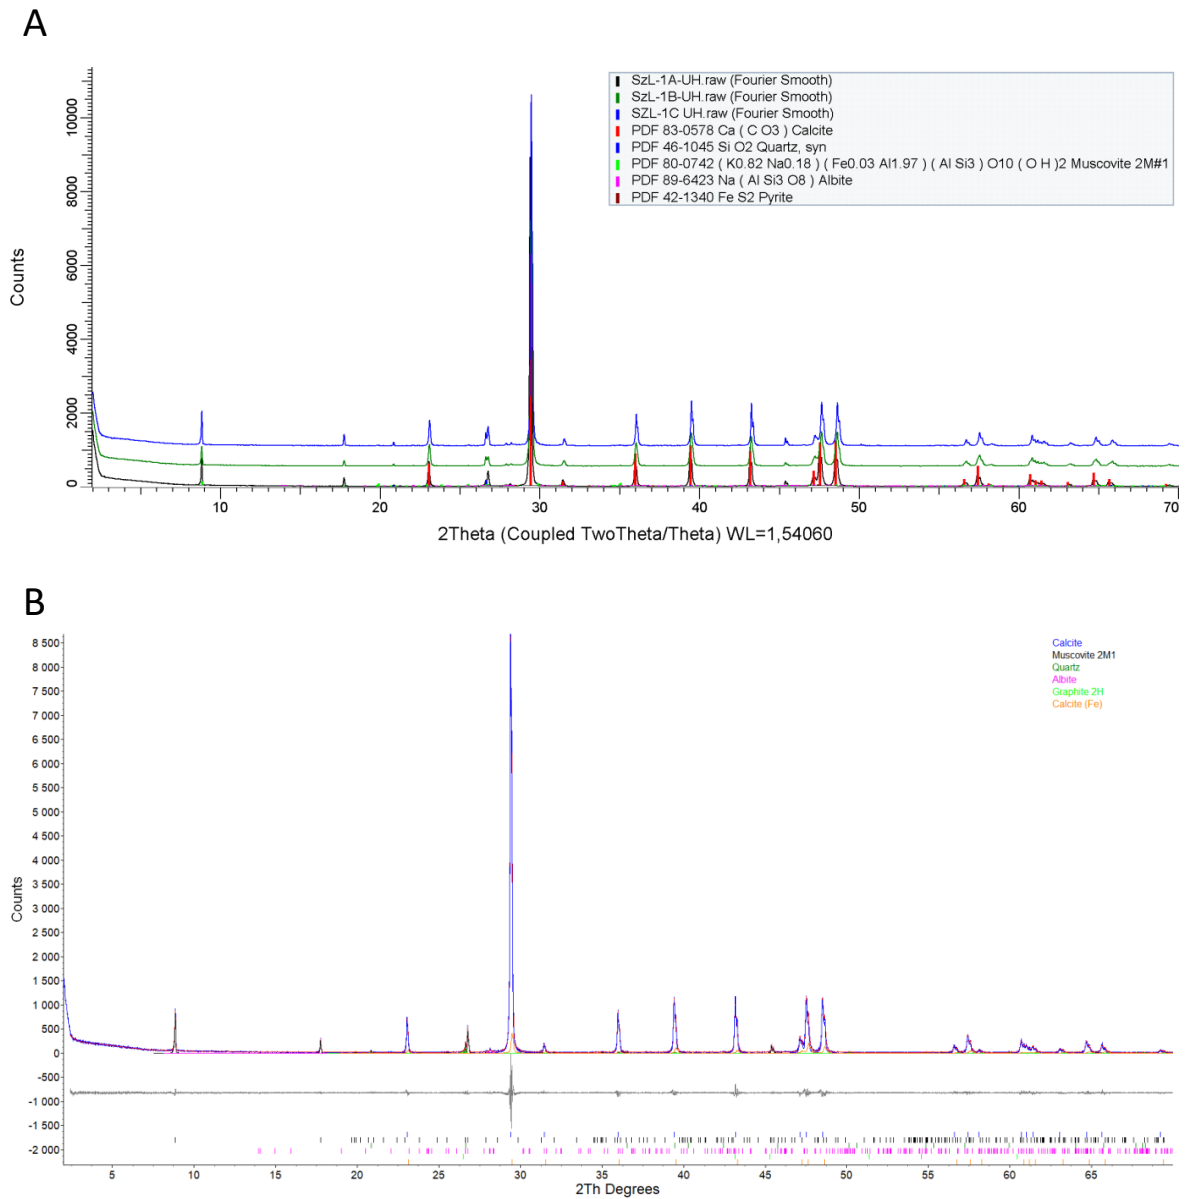 A
Counts
10000
8000
6000
4000
2000
0
SzL-1A-UH.raw (Fourier Smooth)
SzL-1B-UH.raw (Fourier Smooth)
SZL-1C UH.raw (Fourier Smooth)
PDF 83-0578 Ca ( C O3 ) Calcite
PDF 46-1045 Si O2 Quartz, syn
PDF 80-0742 ( K0.82 Na0.18 ) ( Fe0.03 Al1.97 ) ( Al Si3 ) O10 ( O H )2 Muscovite 2M#1
PDF 89-6423 Na ( Al Si3 O8 ) Albite
PDF 42-1340 Fe S2 Pyrite
10 20 30 40 50 60 70
2Theta (Coupled TwoTheta/Theta) WL=1,54060
B
Counts
8 500
8 000
7 500
7 000
6 500
6 000
5 500
5 000
4 500
4 000
3 500
3 000
2 500
2 000
1 500
1 000
500
0
-500
-1 000
-1 500
-2 000
Calcite
Muscovite 2M1
Quartz
Albite
Graphite 2H
Calcite (Fe)
5 10 15 20 25 30 35 40 45 50 55 60 65
2Th Degrees